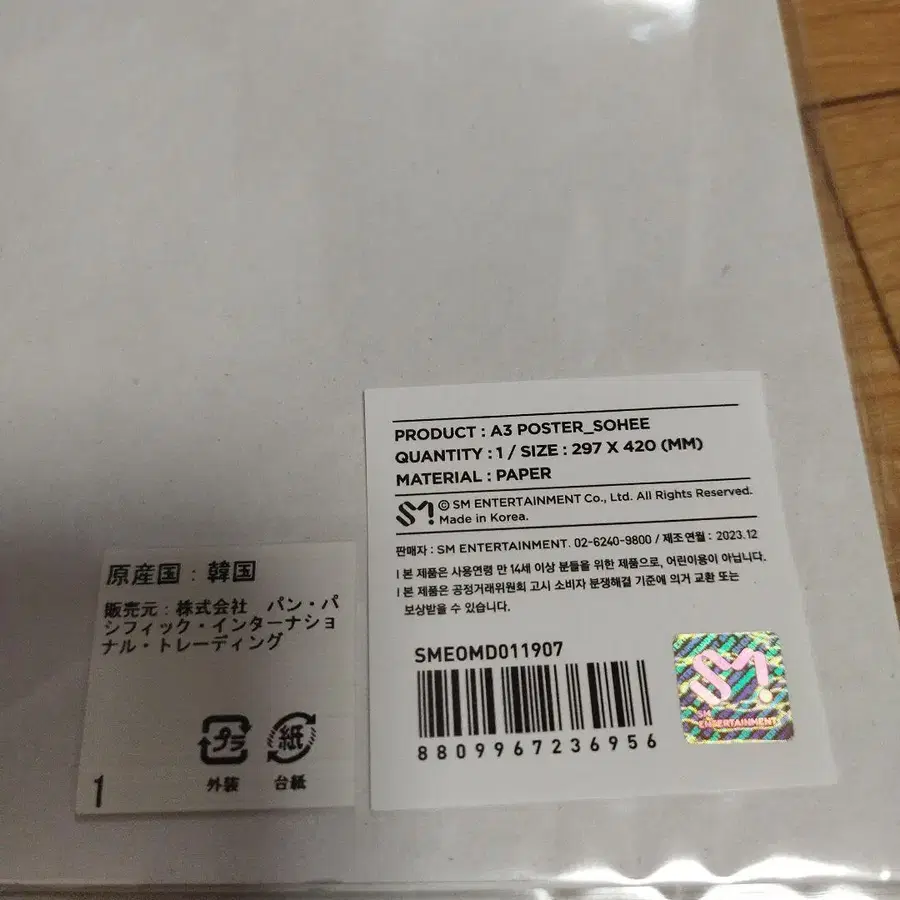 PRODUCT : A3 POSTER_SOHEE
QUANTITY : 1 / SIZE : 297 X 420 (MM)
MATERIAL : PAPER
SM!
© SM ENTERTAINMENT Co., Ltd. All Rights Reserved.
Made in Korea.
판매자 : SM ENTERTAINMENT. 02-6240-9800 / 제조연월 : 2023.12
l 본 제품은 사용연령 만 14세 이상 분들을 위한 제품으로, 어린이용이 아닙니다.
l 본 제품은 공정거래위원회 고시 소비자 분쟁해결 기준에 의거 교환 또는
보상받을 수 있습니다.
SMEOMD011907
8809967236956
SM!
SM
ENTERTAINMENT
原産国：韓国
販売元：株式会社 パン・パ
シフィック・インターナショ
ナル・トレーディング
プラ 紙
外装 台紙
1